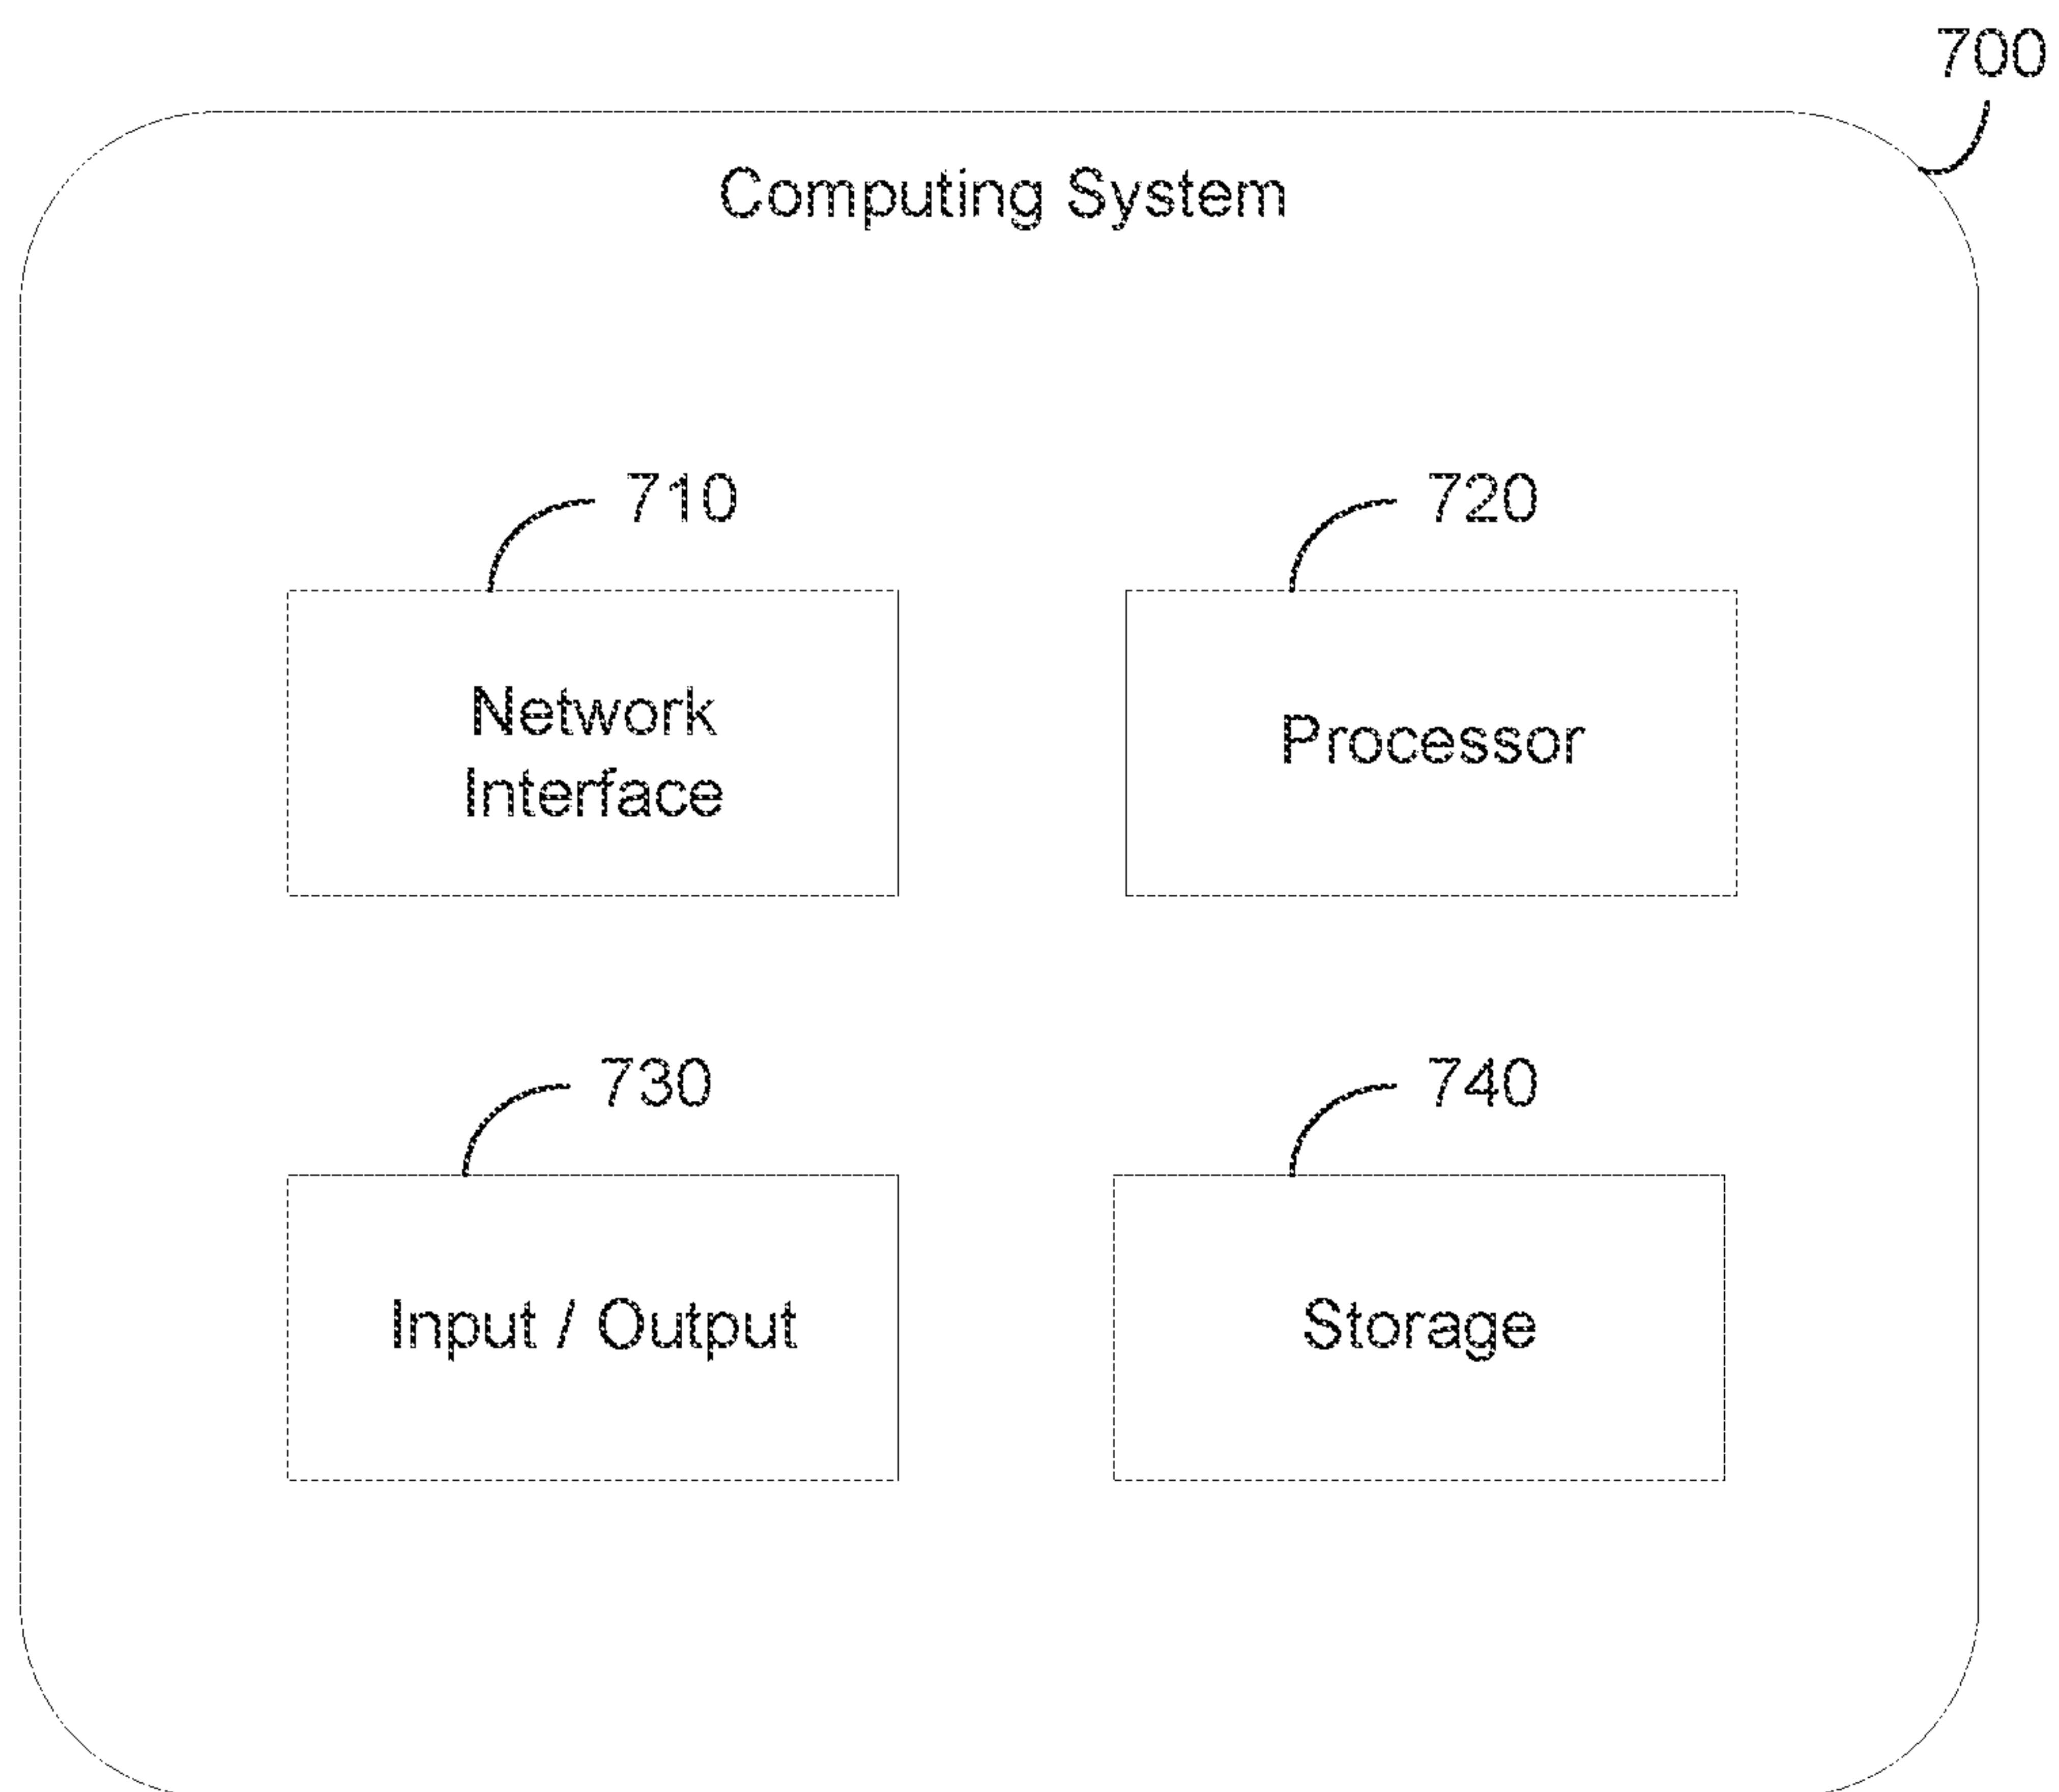 700
Computing System
710
720
Network
Interface
Processor
730
740
Input / Output
Storage